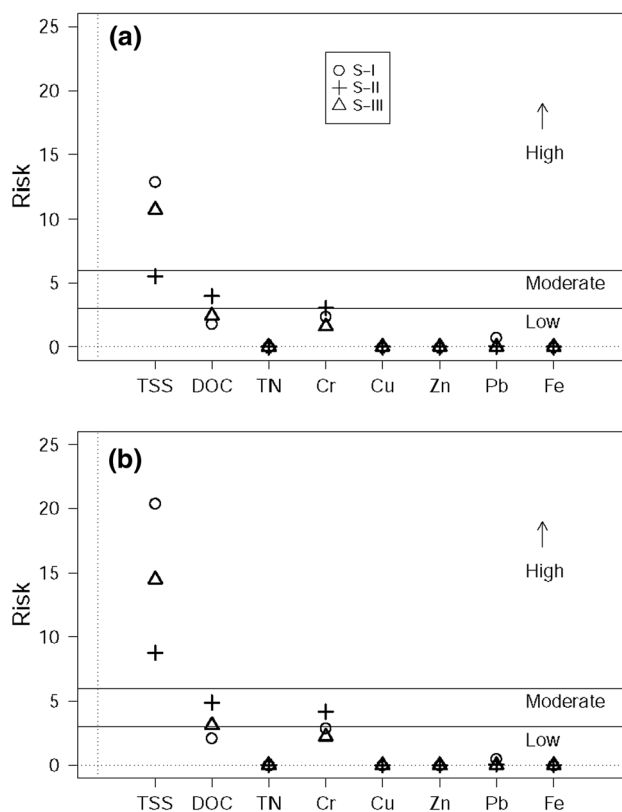 (a)
S-I
S-II
S-III
25
20
15
10
5
0
Risk
High
Moderate
Low
TSS DOC TN Cr Cu Zn Pb Fe
(b)
25
20
15
10
5
0
Risk
High
Moderate
Low
TSS DOC TN Cr Cu Zn Pb Fe